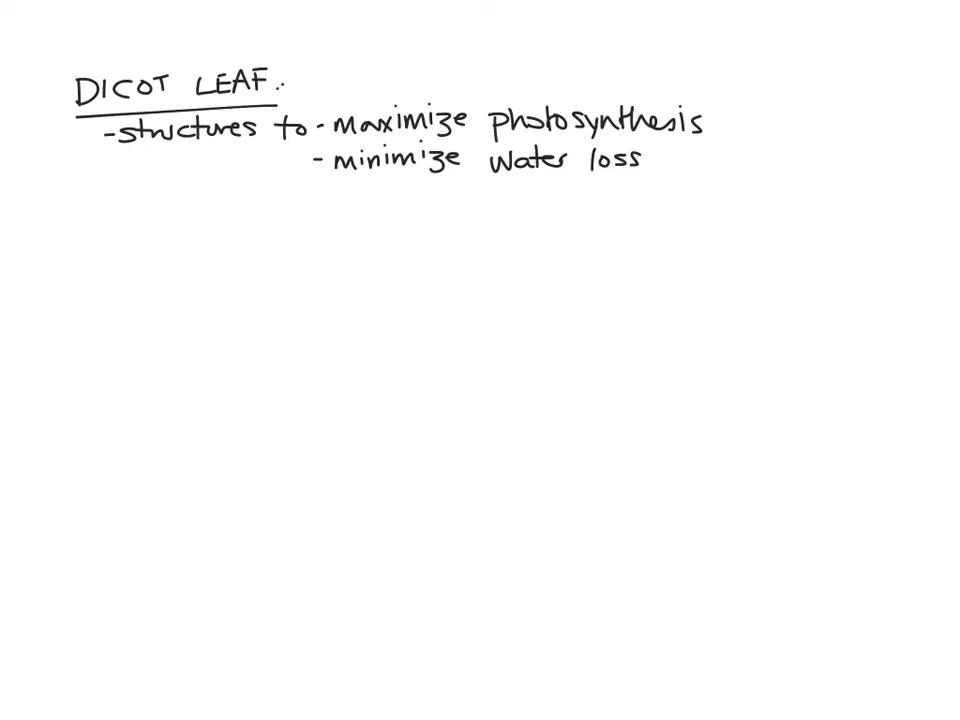 DICOT LEAF..
-structures to - maximize photosynthesis
- minimize water loss